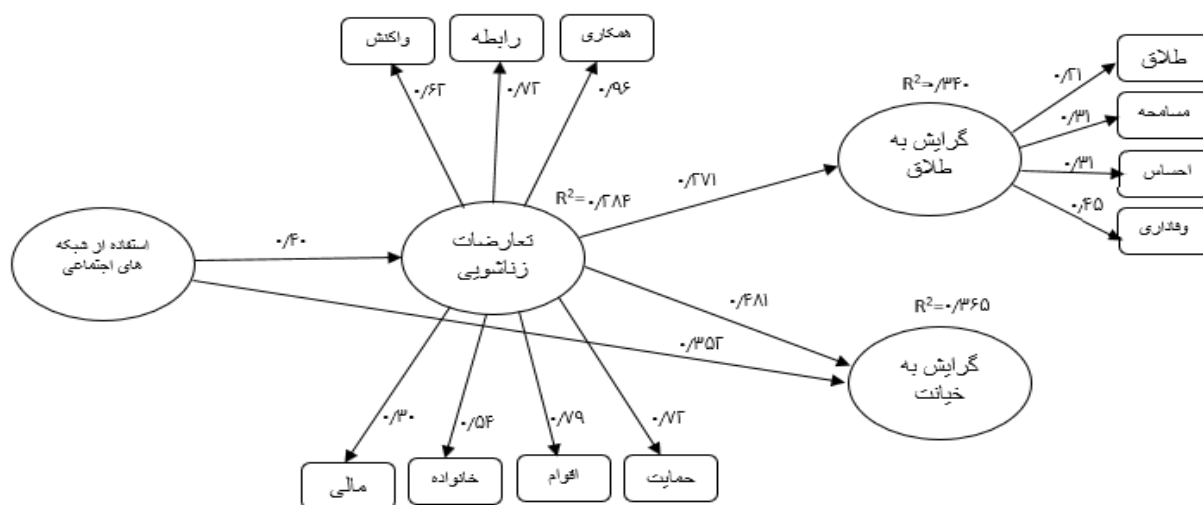 واکنش
رابطه
همکاری
۰/۶۲
۰/۷۲
۰/۹۶
طلاق
مسامحه
احساس
وفاداری
۰/۲۱
۰/۳۱
۰/۳۱
۰/۴۵
R²=۰/۳۴۰
گرایش به
طلاق
۰/۲۷۱
R²=۰/۲۸۴
تعارضات
زناشویی
۰/۴۰
استفاده از شبکه
های اجتماعی
۰/۴۸۱
۰/۳۵۲
R²=۰/۳۶۵
گرایش به
خیانت
۰/۳۰
۰/۵۴
۰/۷۹
۰/۷۲
مالی
خانواده
اقوام
حمایت